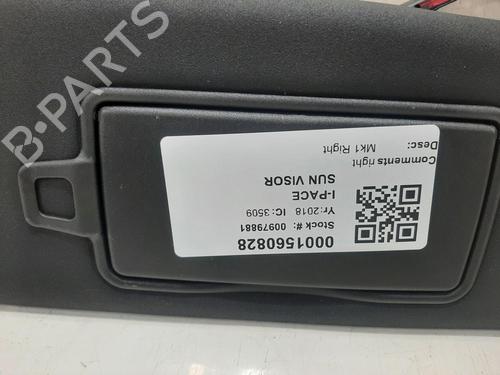 0001560828
Stock #: 00979881
Yr: 2018 IC: 3509
I-PACE
SUN VISOR
Comments right
Mk1 Right
Desc:
B-PARTS